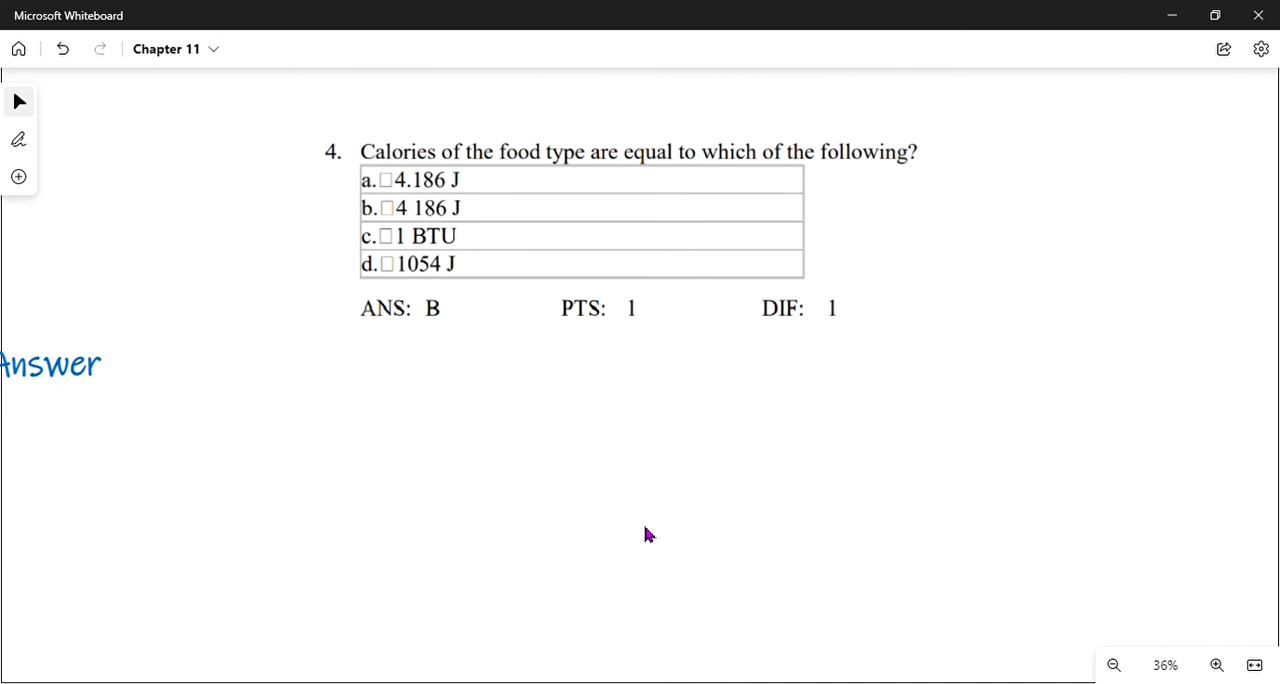 Microsoft Whiteboard
Chapter 11
4. Calories of the food type are equal to which of the following?
a.□4.186 J
b.□4 186 J
c.□1 BTU
d.□1054 J
ANS: B PTS: 1 DIF: 1
Answer
36%